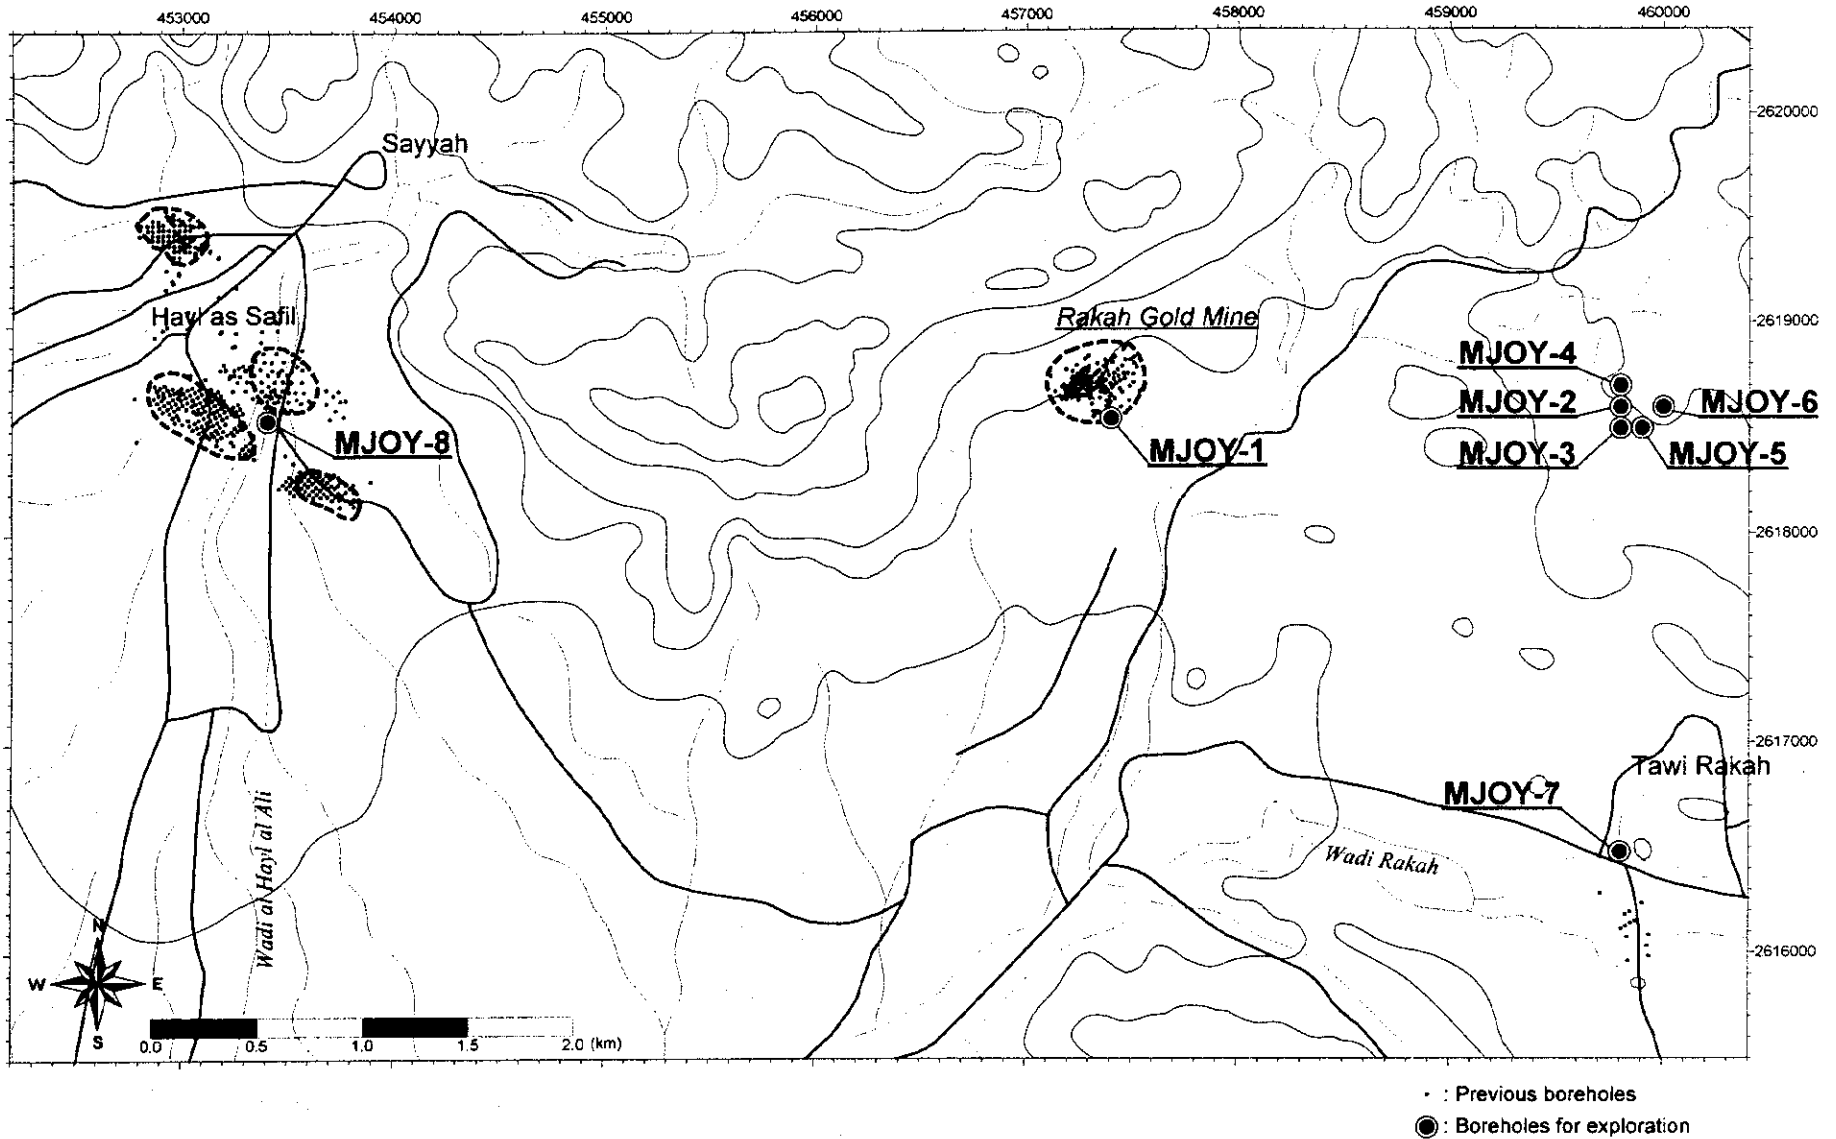 453000 454000 455000 456000 457000 458000 459000 460000
2620000
Sayyah
Hayl as Safil
Rakah Gold Mine
2619000
MJOY-4
MJOY-2
MJOY-6
MJOY-8
MJOY-1
MJOY-3
MJOY-5
2618000
2617000
Tawi Rakah
MJOY-7
Wadi al Hayl al Ali
Wadi Rakah
N
W E
S
2616000
0.0 0.5 1.0 1.5 2.0 (km)
: Previous boreholes
: Boreholes for exploration